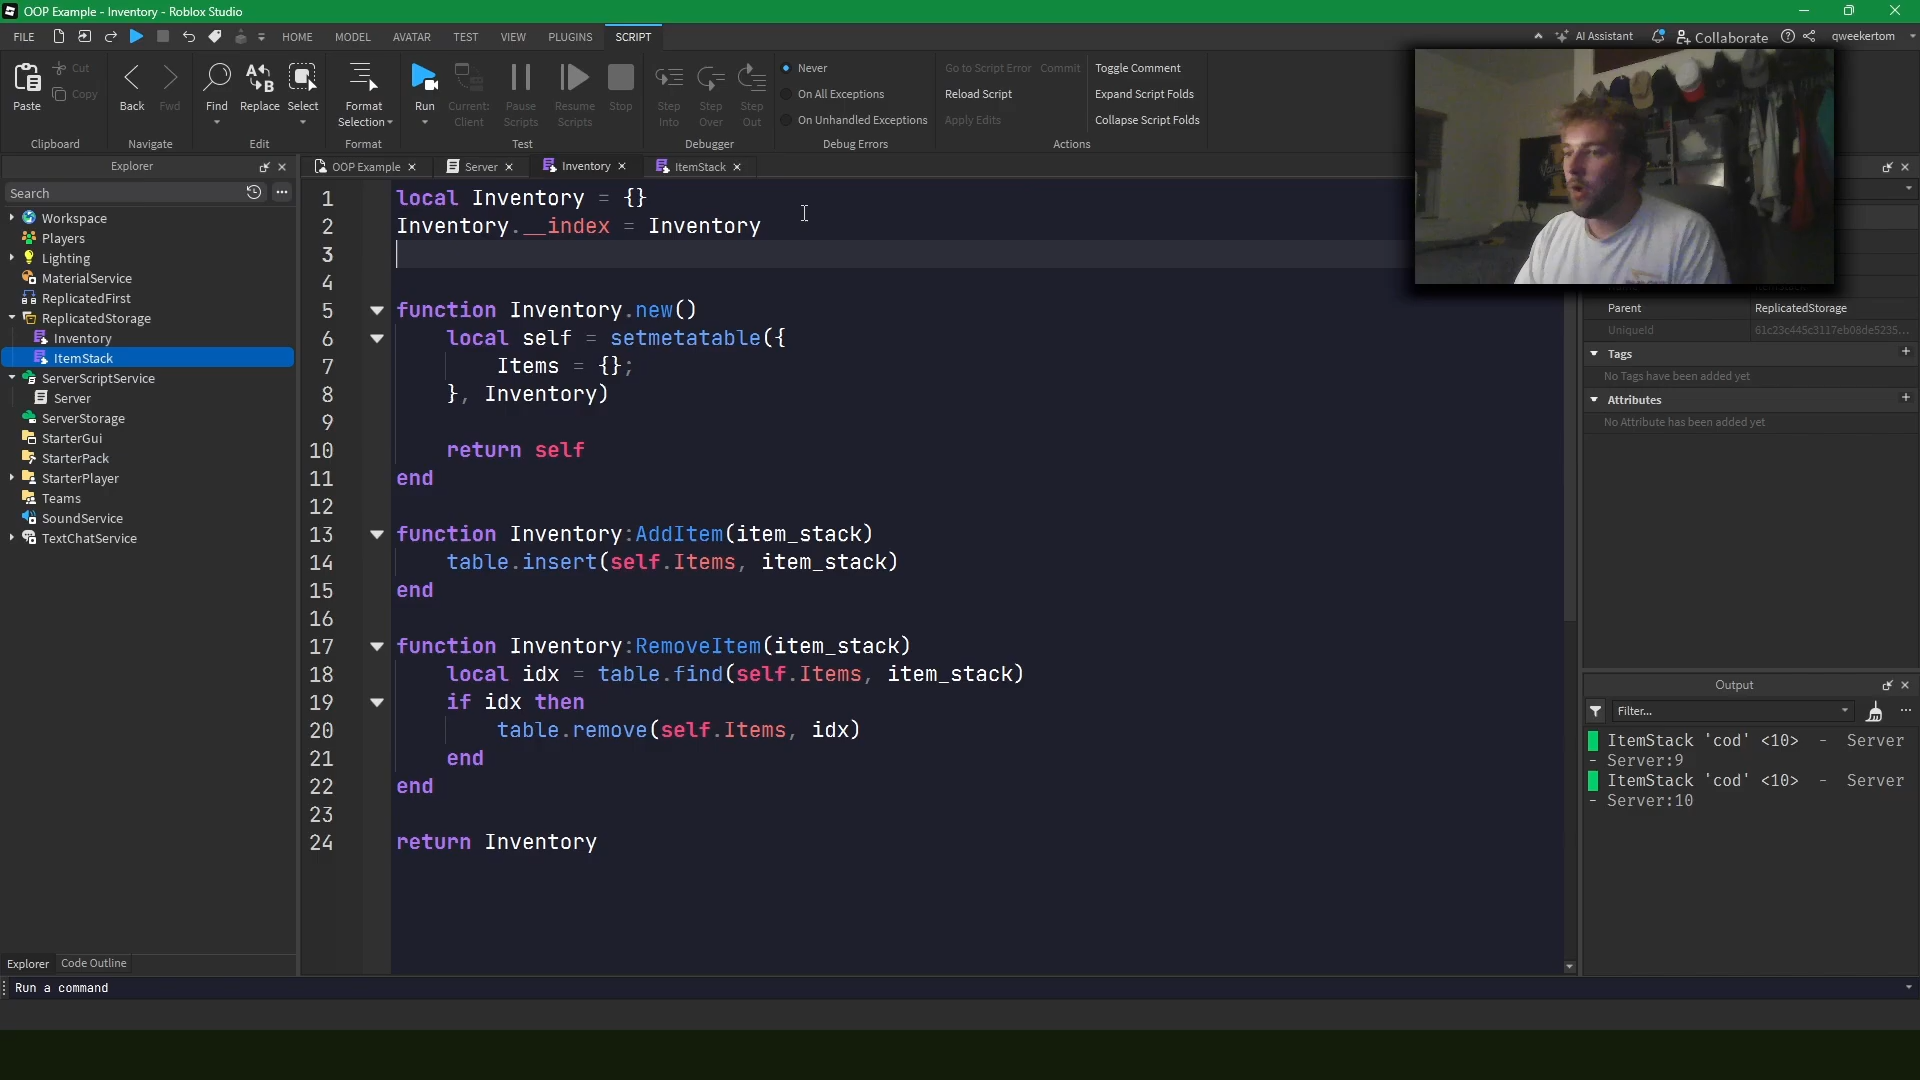 OOP Example - Inventory - Roblox Studio
FILE HOME MODEL AVATAR TEST VIEW PLUGINS SCRIPT AI Assistant Collaborate qweekertom
Paste Cut Copy Back Fwd Find Replace Select Format Selection Run Current: Client Pause Scripts Resume Scripts Stop Step Into Step Over Step Out
Never
On All Exceptions
On Unhandled Exceptions
Go to Script Error Commit Toggle Comment
Reload Script Expand Script Folds
Apply Edits Collapse Script Folds
Clipboard Navigate Edit Format Test Debugger Debug Errors Actions
Explorer
Search
Workspace
Players
Lighting
MaterialService
ReplicatedFirst
ReplicatedStorage
Inventory
ItemStack
ServerScriptService
Server
ServerStorage
StarterGui
StarterPack
StarterPlayer
Teams
SoundService
TextChatService
Explorer Code Outline
OOP Example Server Inventory ItemStack
1 local Inventory = {}
2 Inventory.__index = Inventory
3
4
5 function Inventory.new()
6 local self = setmetatable({
7 Items = {};
8 }, Inventory)
9
10 return self
11 end
12
13 function Inventory:AddItem(item_stack)
14 table.insert(self.Items, item_stack)
15 end
16
17 function Inventory:RemoveItem(item_stack)
18 local idx = table.find(self.Items, item_stack)
19 if idx then
20 table.remove(self.Items, idx)
21 end
22 end
23
24 return Inventory
Parent ReplicatedStorage
UniqueId 61c23c445c3117eb08de5235...
Tags
No Tags have been added yet
Attributes
No Attribute has been added yet
Output
Filter...
ItemStack 'cod' <10> - Server
- Server:9
ItemStack 'cod' <10> - Server
- Server:10
Run a command